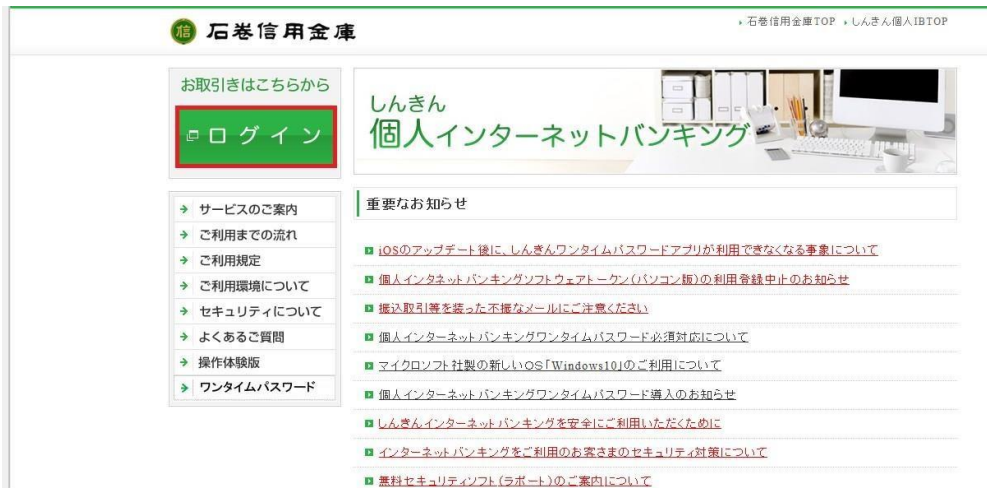 信 石巻信用金庫
石巻信用金庫TOP しんきん個人IBTOP
お取引きはこちらから
ログイン
しんきん
個人インターネットバンキング
サービスのご案内
ご利用までの流れ
ご利用規定
ご利用環境について
セキュリティについて
よくあるご質問
操作体験版
ワンタイムパスワード
重要なお知らせ
iOSのアップデート後に、しんきんワンタイムパスワードアプリが利用できなくなる事象について
個人インタネットバンキングソフトウェアトークン(パソコン版)の利用登録中止のお知らせ
振込取引等を装った不振なメールにご注意ください
個人インターネットバンキングワンタイムパスワード必須対応について
マイクロソフト社製の新しいOS「Windows10」のご利用について
個人インターネットバンキングワンタイムパスワード導入のお知らせ
しんきんインターネットバンキングを安全にご利用いただくために
インターネットバンキングをご利用のお客さまのセキュリティ対策について
無料セキュリティソフト(ラポート)のご案内について